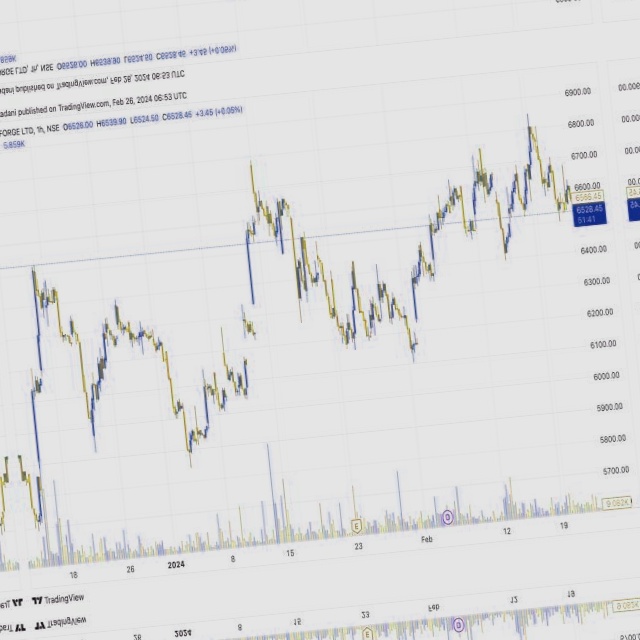 adani published on TradingView.com, Feb 26, 2024 06:53 UTC
FORGE LTD, 1h, NSE O6526.00 H6539.90 L6524.50 C6528.45 +3.45 (+0.05%)
5.859K
6900.00
6800.00
6700.00
6600.00
6565.45
6528.45
51:41
6400.00
6300.00
6200.00
6100.00
6000.00
5900.00
5800.00
5700.00
9.082K
E
D
18 26 2024 8 15 23 Feb 12 19
TradingView